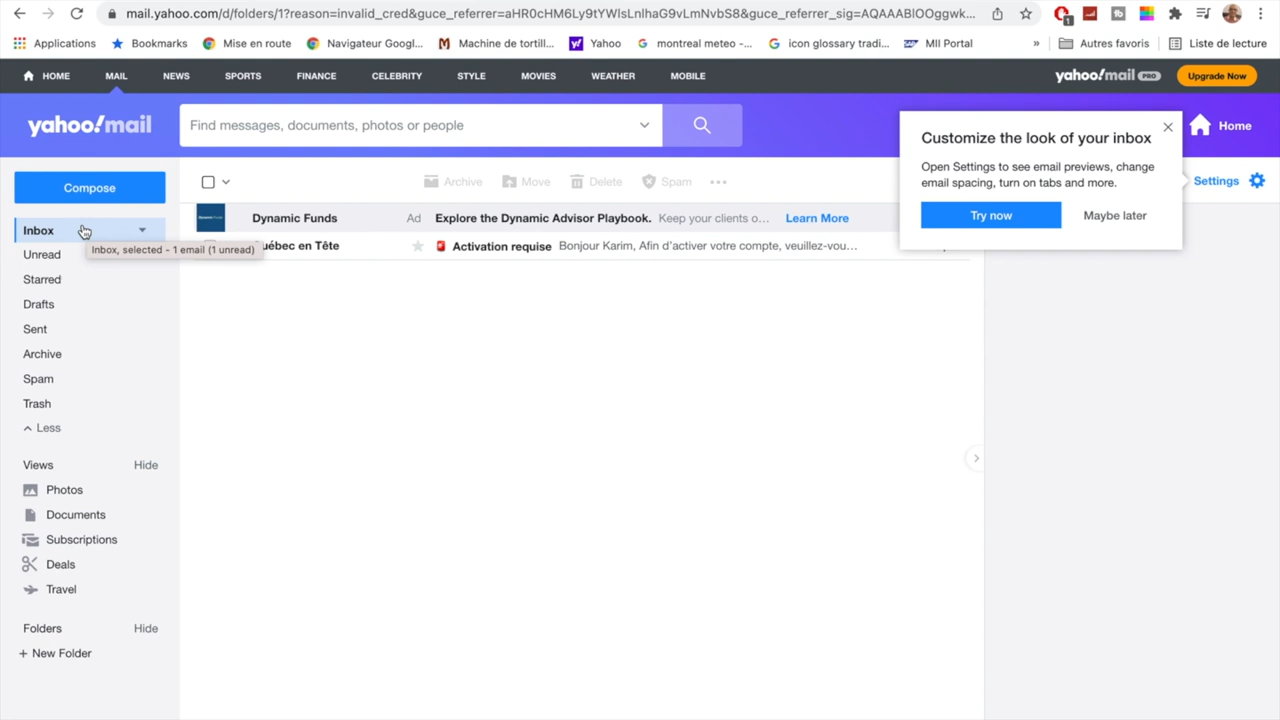 mail.yahoo.com/d/folders/1?reason=invalid_cred&guce_referrer=aHR0cHM6Ly9tYWlsLnlhaG9vLmNvbS8&guce_referrer_sig=AQAAABlOOggwk...
Applications Bookmarks Mise en route Navigateur Googl... Machine de tortill... Yahoo montreal meteo -... icon glossary tradi... MII Portal » Autres favoris Liste de lecture
HOME MAIL NEWS SPORTS FINANCE CELEBRITY STYLE MOVIES WEATHER MOBILE yahoo!mail PRO Upgrade Now
yahoo!mail Find messages, documents, photos or people Home
Customize the look of your inbox
Open Settings to see email previews, change
email spacing, turn on tabs and more.
Try now Maybe later
Compose Archive Move Delete Spam ••• Settings
Dynamic Funds Ad Explore the Dynamic Advisor Playbook. Keep your clients o... Learn More
Québec en Tête Activation requise Bonjour Karim, Afin d'activer votre compte, veuillez-vou...
Inbox
Inbox, selected - 1 email (1 unread)
Unread
Starred
Drafts
Sent
Archive
Spam
Trash
Less
Views Hide
Photos
Documents
Subscriptions
Deals
Travel
Folders Hide
+ New Folder